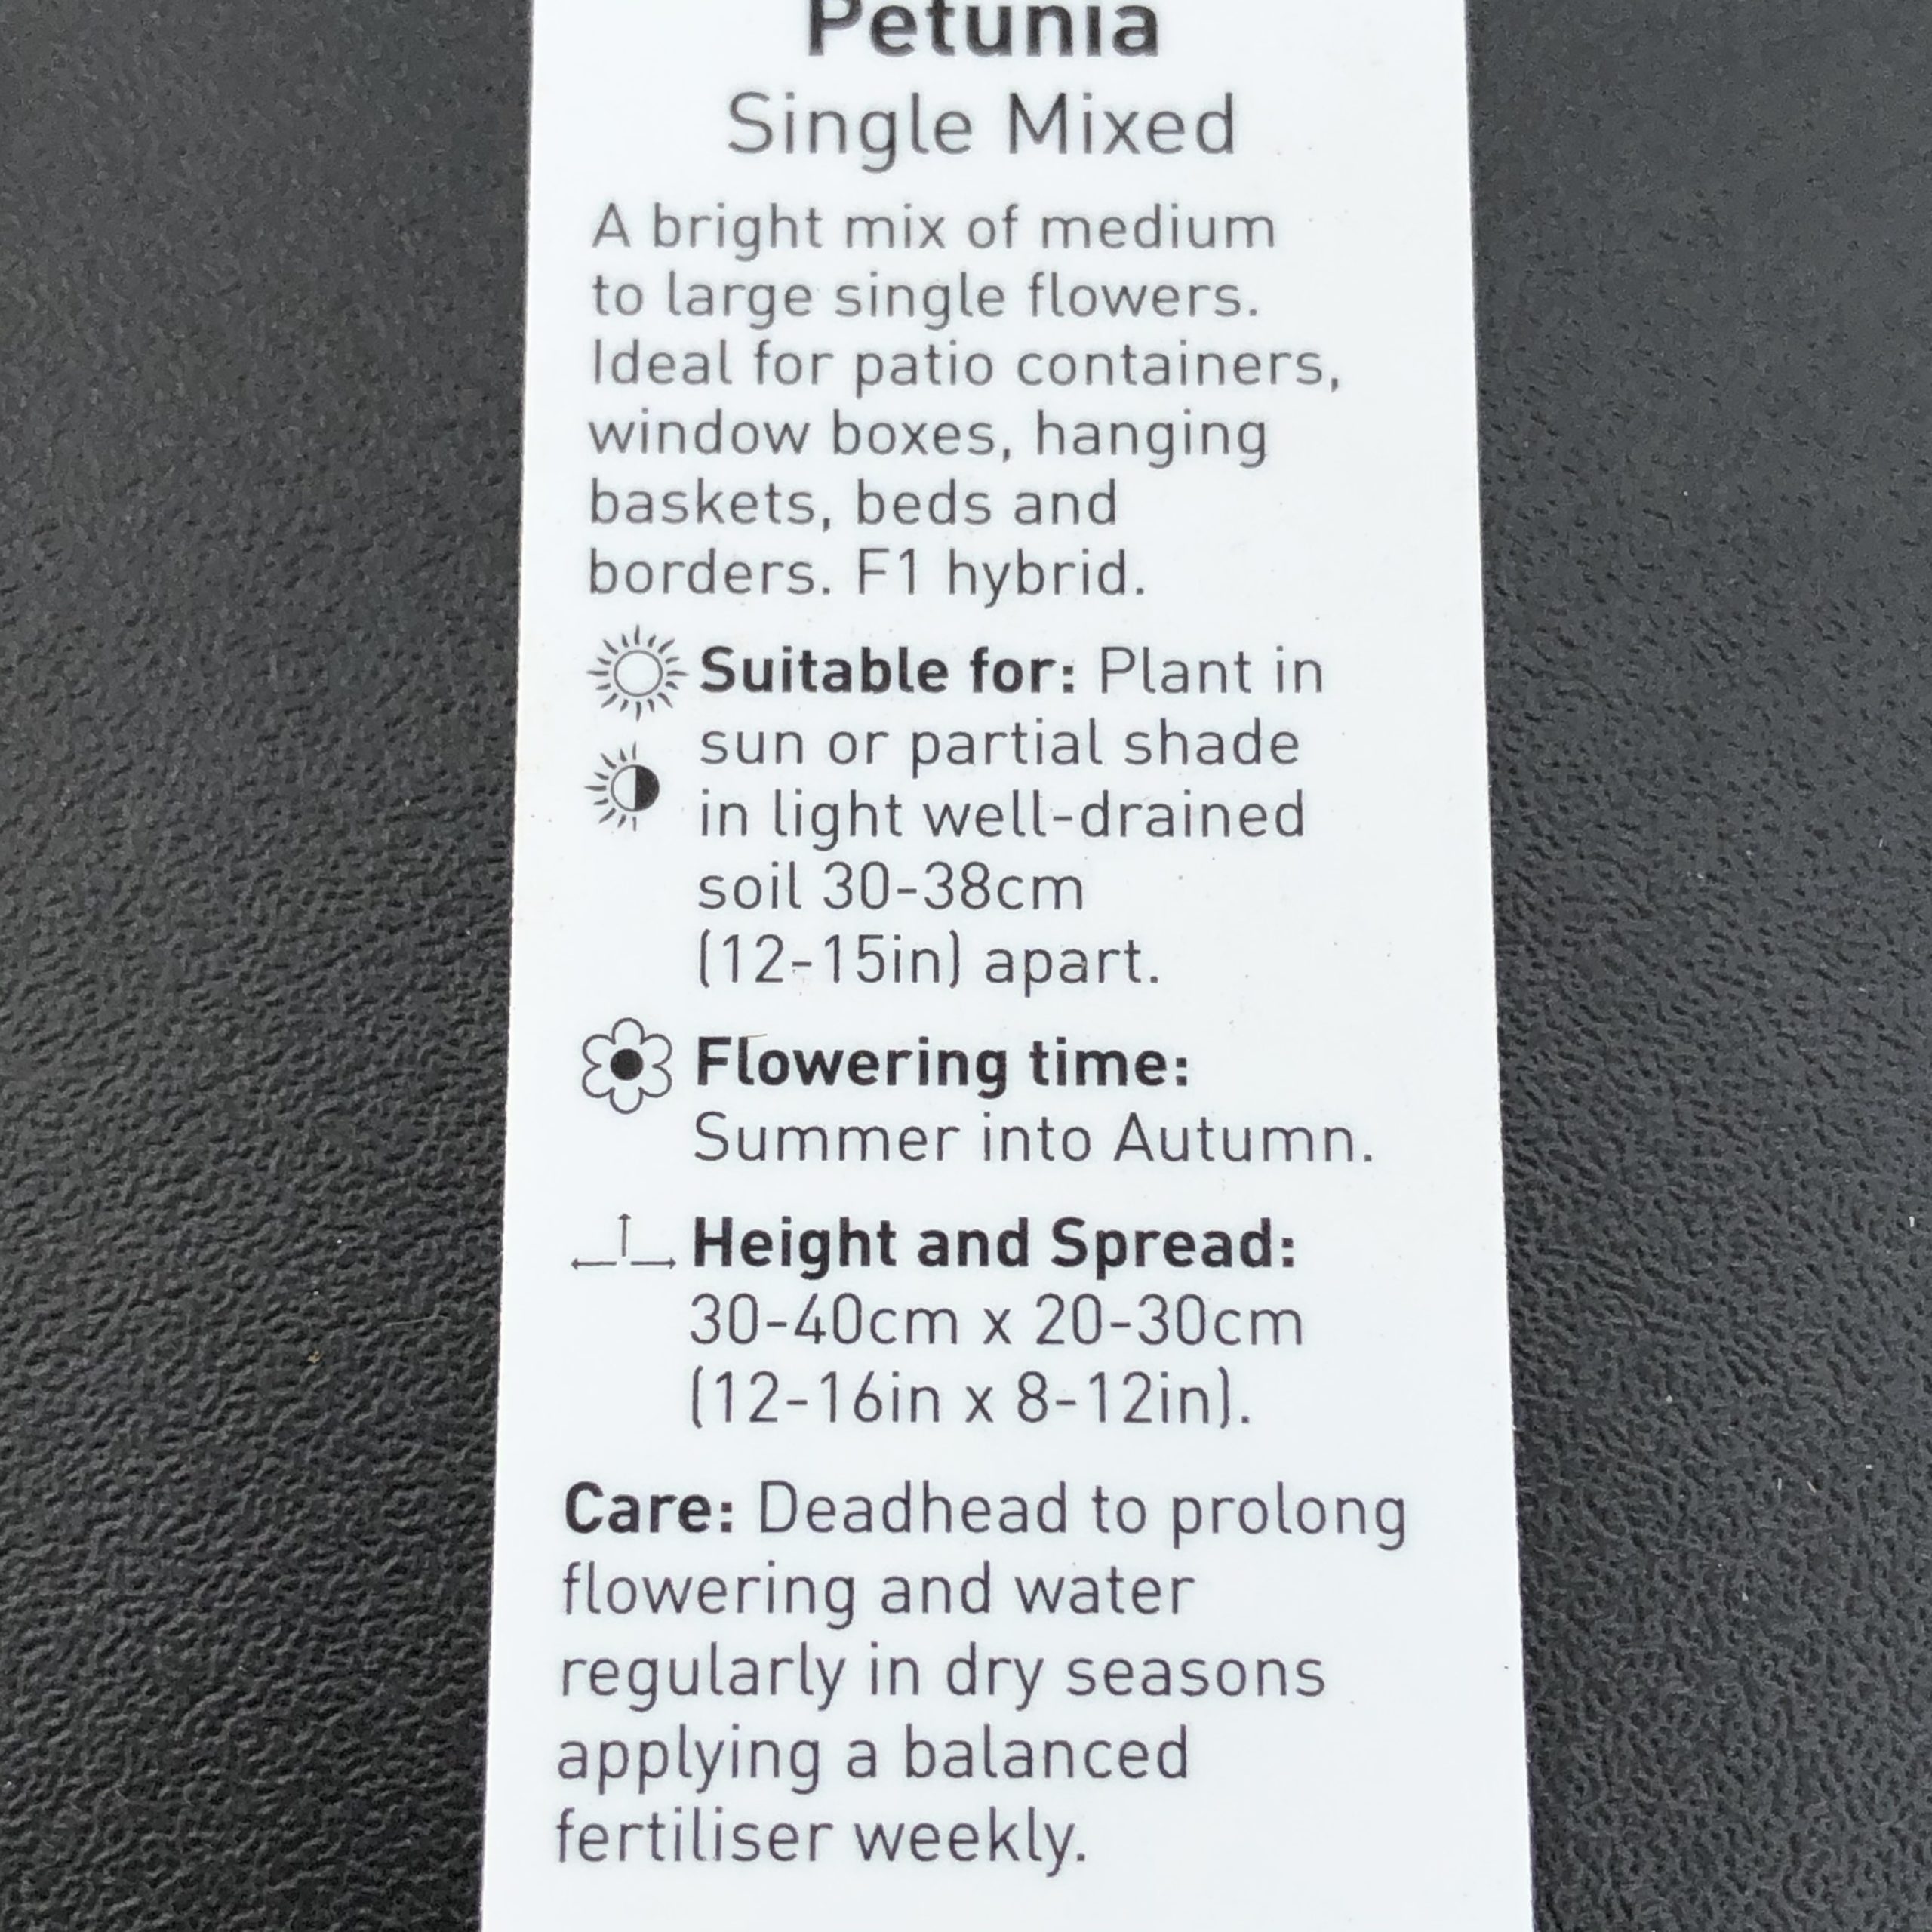 Petunia
Single Mixed
A bright mix of medium
to large single flowers.
Ideal for patio containers,
window boxes, hanging
baskets, beds and
borders. F1 hybrid.
Suitable for: Plant in
sun or partial shade
in light well-drained
soil 30-38cm
(12-15in) apart.
Flowering time:
Summer into Autumn.
Height and Spread:
30-40cm x 20-30cm
(12-16in x 8-12in).
Care: Deadhead to prolong
flowering and water
regularly in dry seasons
applying a balanced
fertiliser weekly.